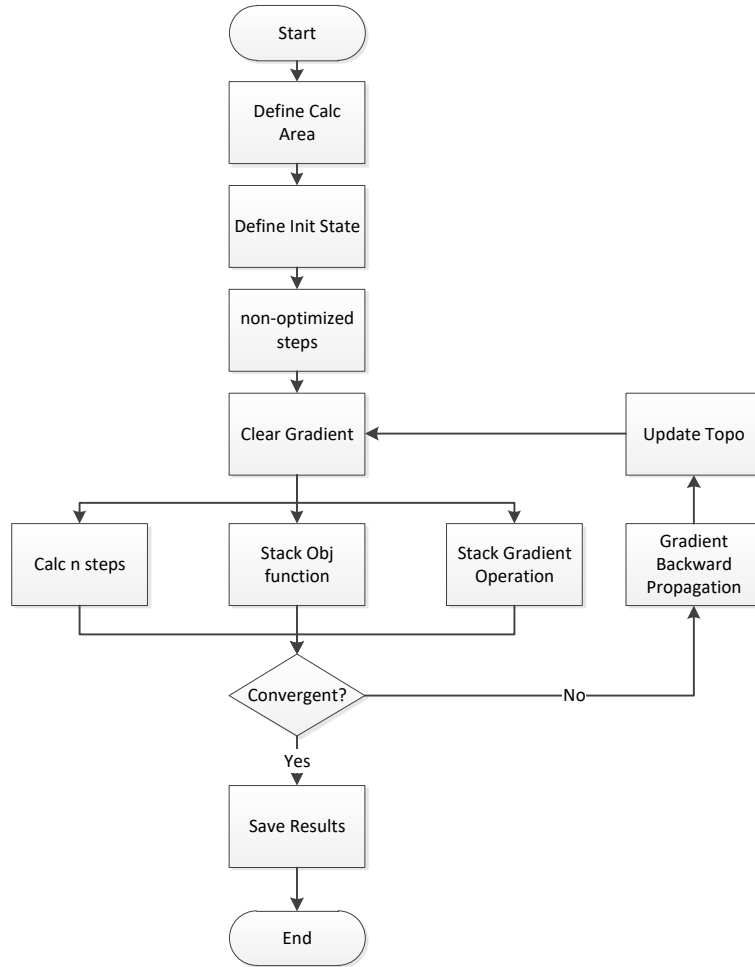 Start
Define Calc
Area
Define Init State
non-optimized
steps
Clear Gradient
Update Topo
Calc n steps
Stack Obj
function
Stack Gradient
Operation
Gradient
Backward
Propagation
Convergent?
No
Yes
Save Results
End